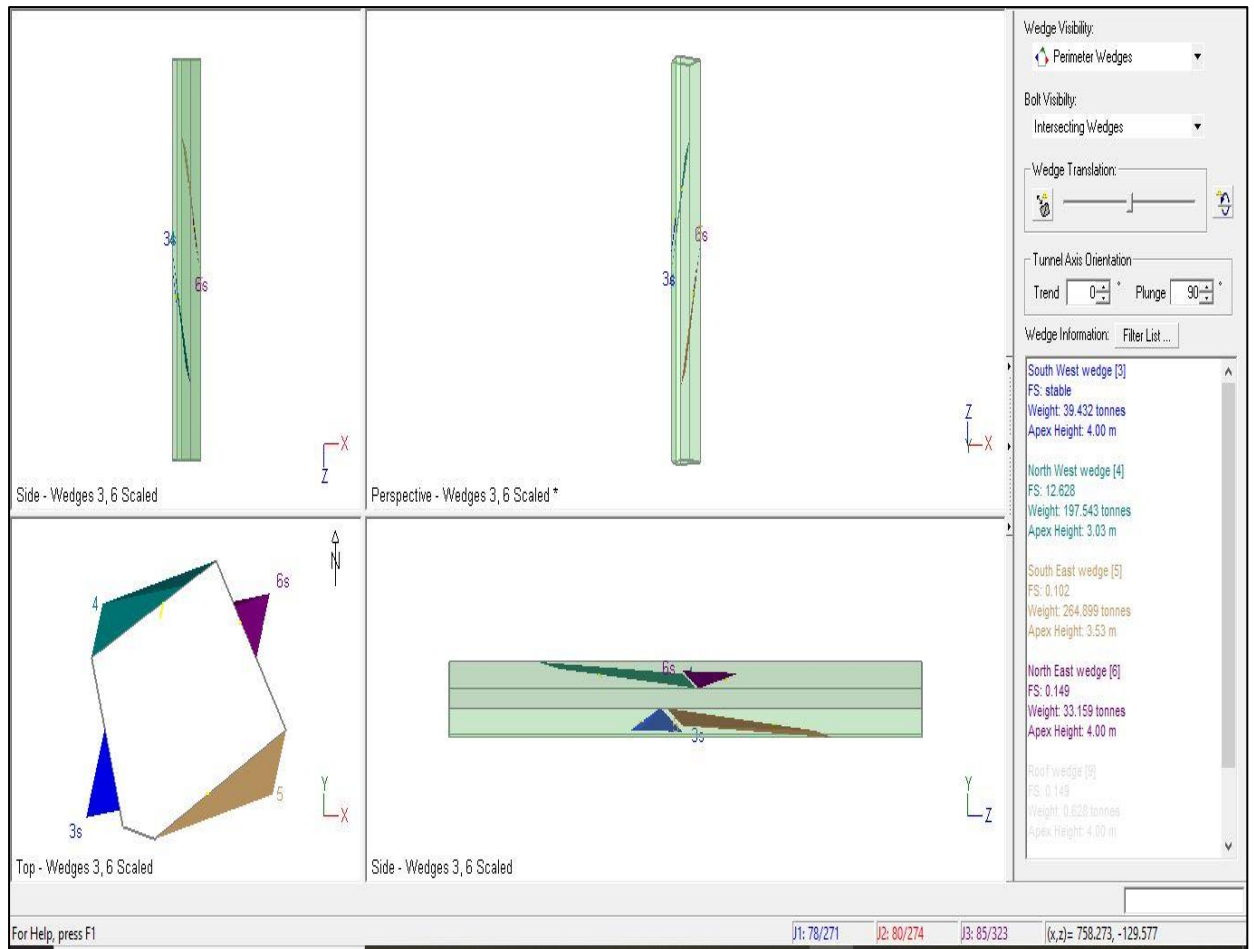 Wedge Visibility:
Perimeter Wedges
Bolt Visibilty:
Intersecting Wedges
Wedge Translation:
Tunnel Axis Orientation
Trend 0 ° Plunge 90 °
Wedge Information: Filter List ...
South West wedge [3]
FS: stable
Weight: 39.432 tonnes
Apex Height: 4.00 m
North West wedge [4]
FS: 12.628
Weight: 197.543 tonnes
Apex Height: 3.03 m
South East wedge [5]
FS: 0.102
Weight: 264.899 tonnes
Apex Height: 3.53 m
North East wedge [6]
FS: 0.149
Weight: 33.159 tonnes
Apex Height: 4.00 m
Roof wedge [9]
FS: 0.149
Weight: 0.628 tonnes
Apex Height: 4.00 m
6s
X
Z
Side - Wedges 3, 6 Scaled
6s
3s
Z
Y
X
Perspective - Wedges 3, 6 Scaled *
N
4
6s
5
3s
Y
X
Top - Wedges 3, 6 Scaled
6s
3s
Y
Z
Side - Wedges 3, 6 Scaled
For Help, press F1
J1: 78/271
J2: 80/274
J3: 85/323
(x,z)= 758.273, -129.577